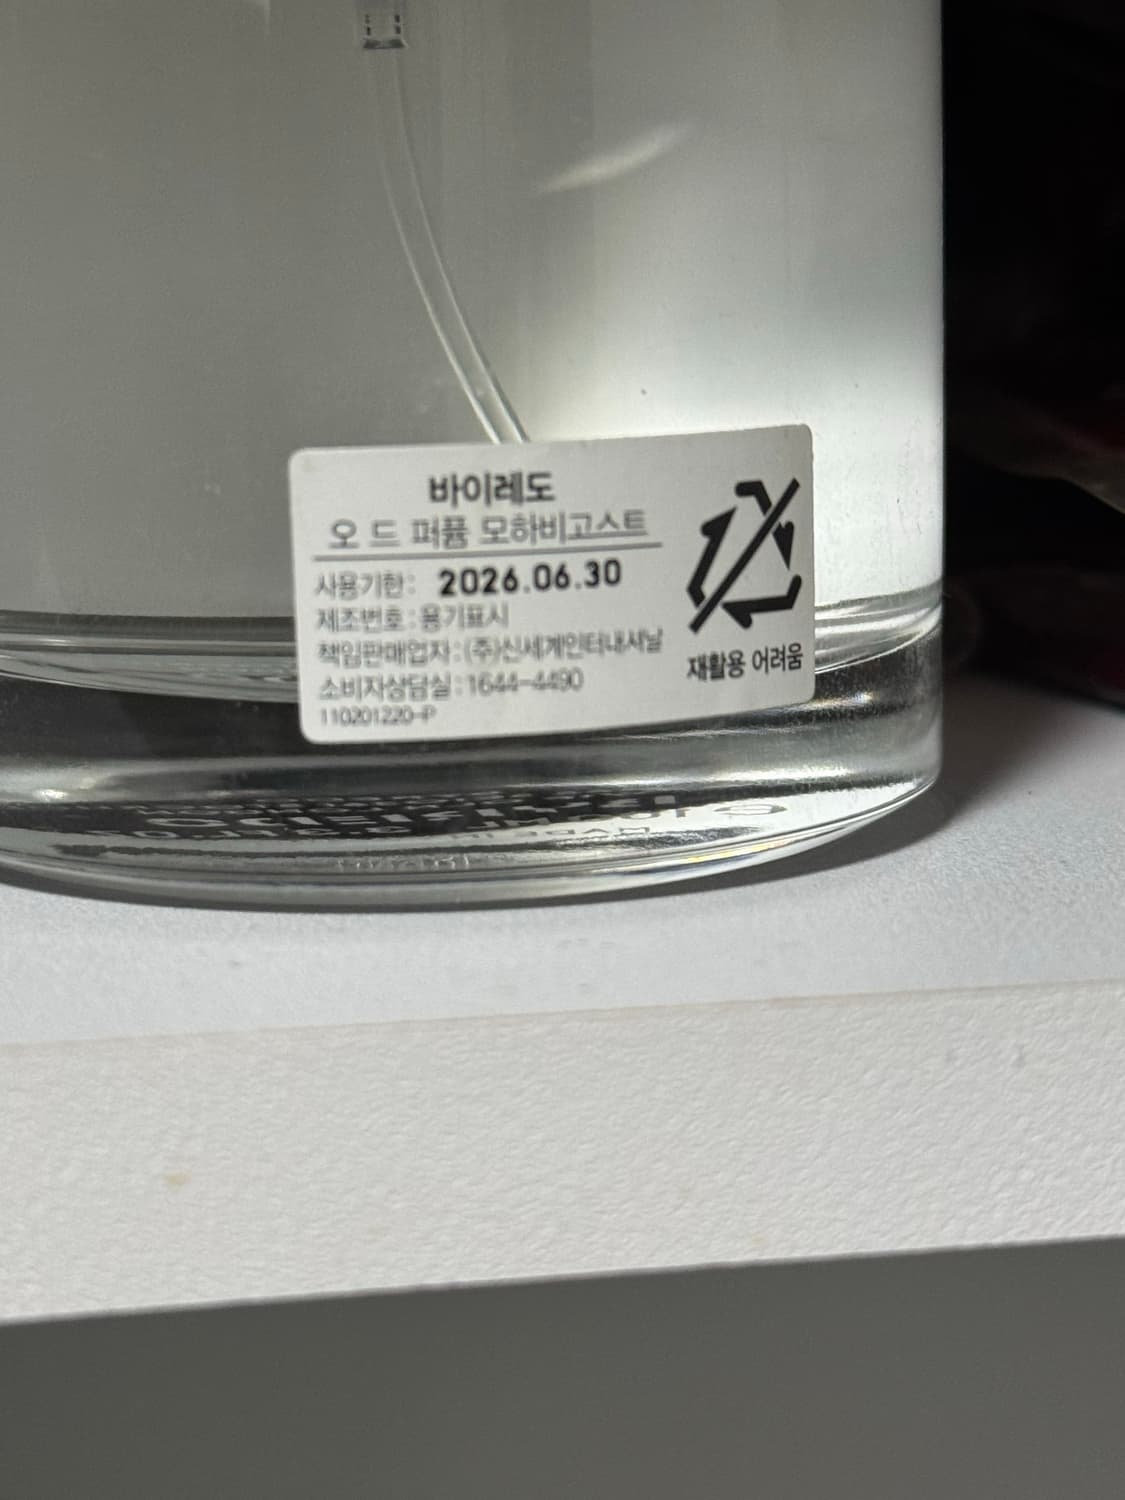 바이레도
오 드 퍼퓸 모하비고스트
사용기한: 2026.06.30
제조번호:용기표시
책임판매업자:(주)신세계인터내셔날
소비자상담실:1644-4490
110201220-P
재활용 어려움